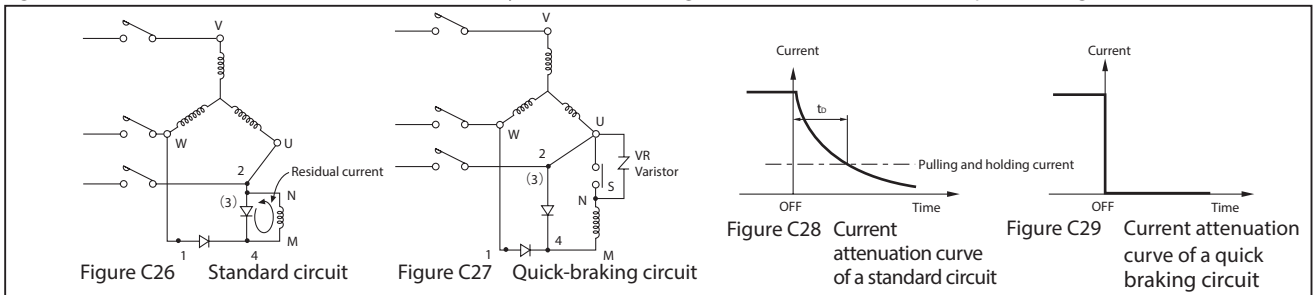 V
W
U
2
Residual current
(3)
N
M
1
4
Figure C26 Standard circuit
V
W
U
2
VR
Varistor
(3)
S
N
4
1
M
Figure C27 Quick-braking circuit
Current
tD
Pulling and holding current
OFF
Time
Figure C28 Current
attenuation curve
of a standard circuit
Current
OFF
Time
Figure C29 Current attenuation
curve of a quick
braking circuit